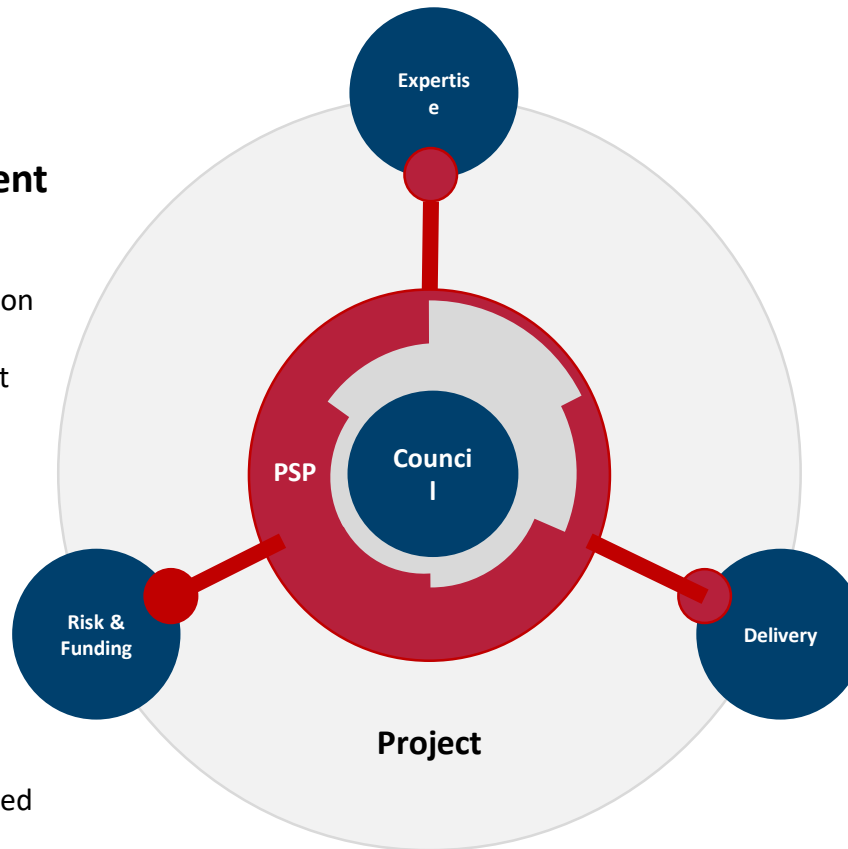 Expertis
e
ent
on
t
PSP
Counci
l
Risk &
Funding
Delivery
Project
ed